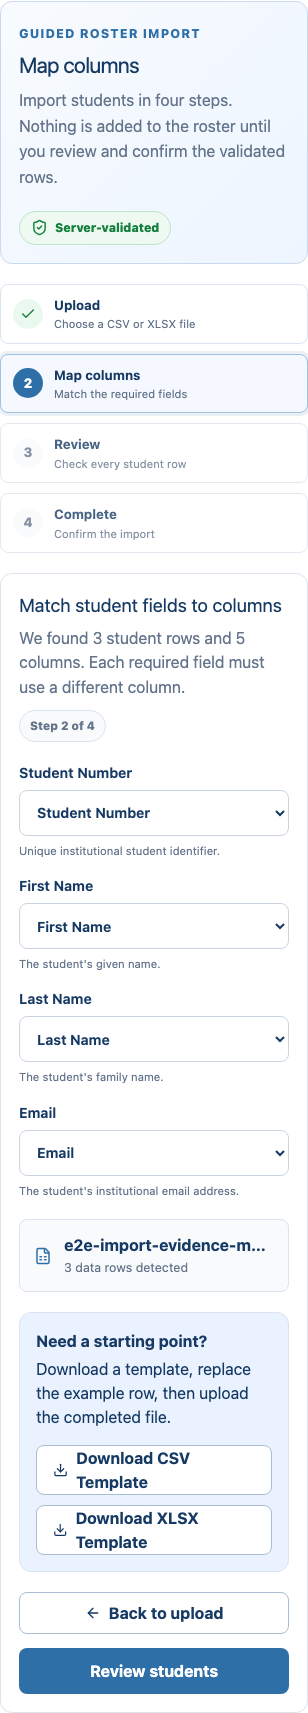 GUIDED ROSTER IMPORT
Map columns
Import students in four steps.
Nothing is added to the roster until
you review and confirm the validated
rows.
Server-validated
Upload
Choose a CSV or XLSX file
2
Map columns
Match the required fields
3
Review
Check every student row
4
Complete
Confirm the import
Match student fields to columns
We found 3 student rows and 5
columns. Each required field must
use a different column.
Step 2 of 4
Student Number
Student Number
Unique institutional student identifier.
First Name
First Name
The student's given name.
Last Name
Last Name
The student's family name.
Email
Email
The student's institutional email address.
e2e-import-evidence-m...
3 data rows detected
Need a starting point?
Download a template, replace
the example row, then upload
the completed file.
Download CSV
Template
Download XLSX
Template
Back to upload
Review students